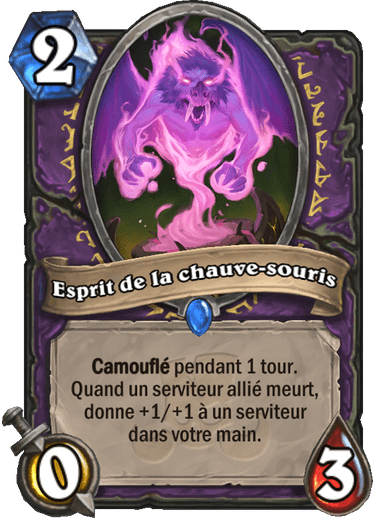 2
Esprit de la chauve-souris
Camouflé pendant 1 tour.
Quand un serviteur allié meurt,
donne +1/+1 à un serviteur
dans votre main.
0
3